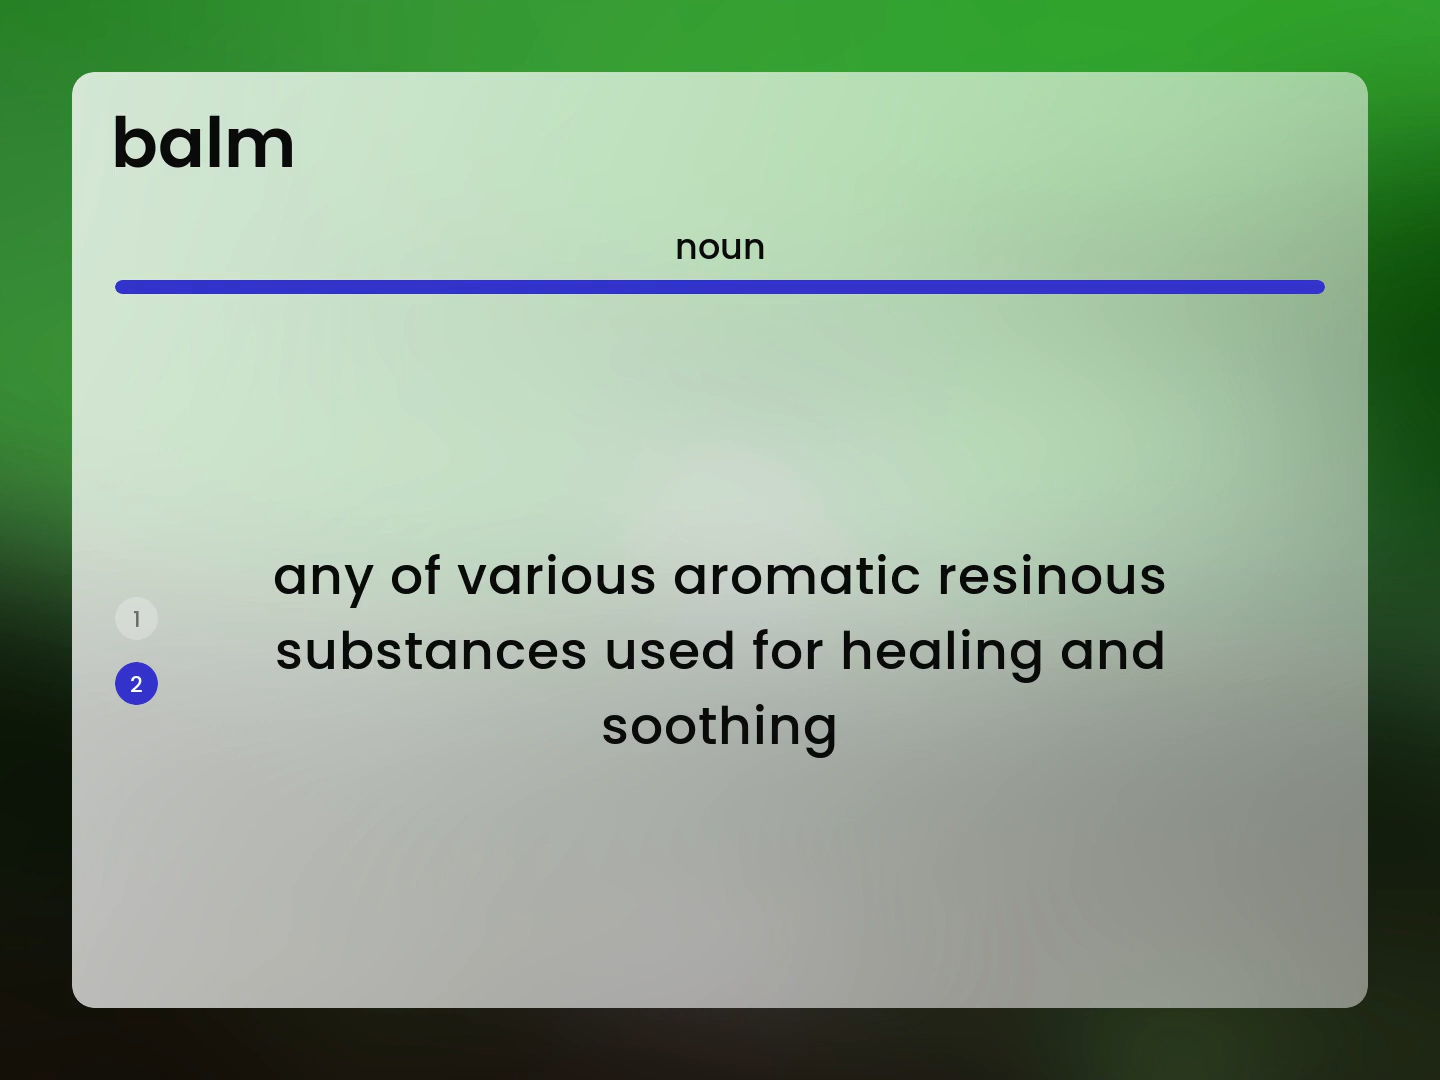 balm
noun
any of various aromatic resinous
substances used for healing and
soothing
1
2